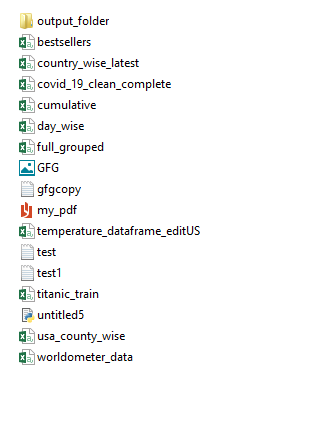 output_folder
bestsellers
country_wise_latest
covid_19_clean_complete
cumulative
day_wise
full_grouped
GFG
gfgcopy
my_pdf
temperature_dataframe_editUS
test
test1
titanic_train
untitled5
usa_county_wise
worldometer_data